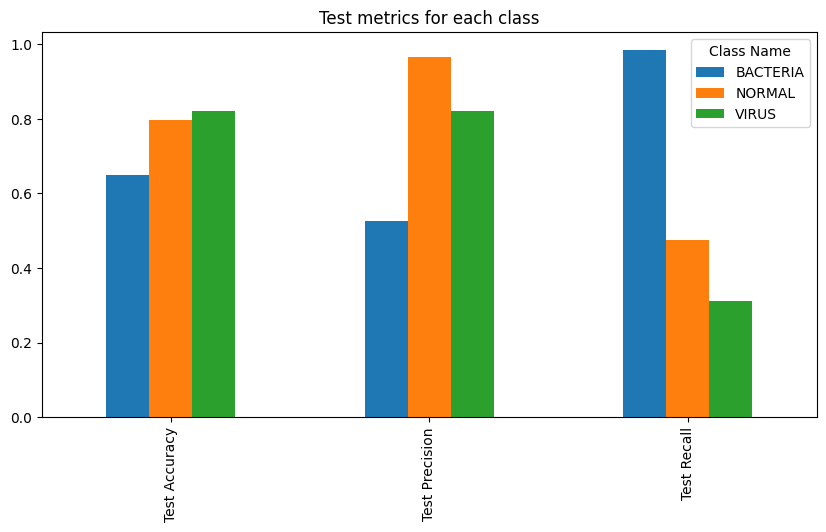 Test metrics for each class
1.0
0.8
0.6
0.4
0.2
0.0
Class Name
BACTERIA
NORMAL
VIRUS
Test Accuracy
Test Precision
Test Recall